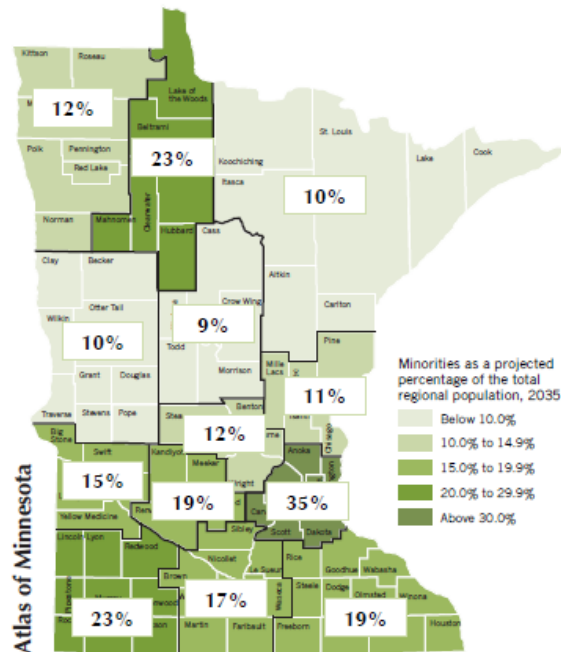 Kittson
Roseau
Lake of
the Woods
12%
Beltrami
St. Louis
Cook
Lake
Polk
Pennington
Red Lake
23%
Koochiching
Itasca
10%
Norman
Mahnomen
Clearwater
Hubbard
Cass
Clay
Becker
Aitkin
Wilkin
Otter Tail
Crow Wing
Carlton
10%
9%
Todd
Pine
Grant
Douglas
Morrison
Mille
Lacs
11%
Traverse
Stevens
Pope
Benton
Chisago
Big
Stone
12%
Swift
Kandiyohi
Meeker
Anoka
15%
19%
35%
Yellow Medicine
Sibley
Scott
Dakota
Lincoln
Lyon
Redwood
Nicollet
Le Sueur
Rice
Goodhue
Wabasha
Brown
Pipestone
17%
Waseca
Steele
Dodge
Olmsted
Winona
23%
19%
Houston
Martin
Faribault
Freeborn
Minorities as a projected
percentage of the total
regional population, 2035
Below 10.0%
10.0% to 14.9%
15.0% to 19.9%
20.0% to 29.9%
Above 30.0%
Atlas of Minnesota